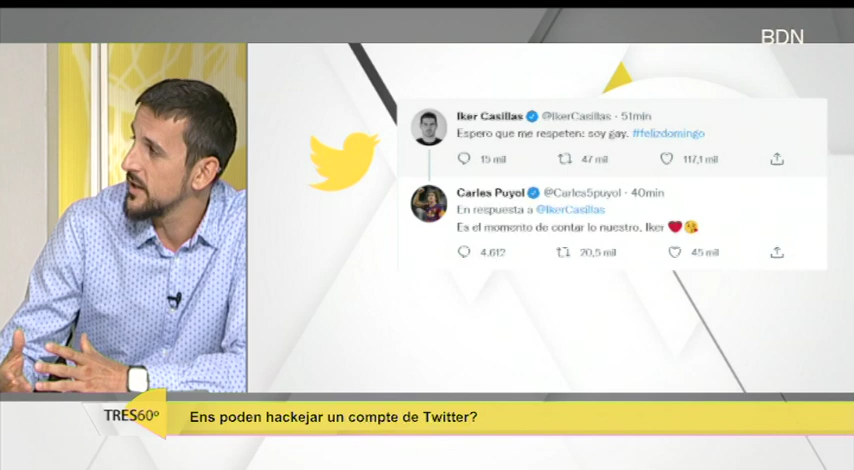 BDN
Iker Casillas @IkerCasillas · 51min
Espero que me respeten: soy gay. #felizdomingo
15 mil 47 mil 117,1 mil
Carles Puyol @Carles5puyol · 40min
En respuesta a @IkerCasillas
Es el momento de contar lo nuestro, Iker ❤️😘
4.612 20,5 mil 45 mil
TRES60º Ens poden hackejar un compte de Twitter?